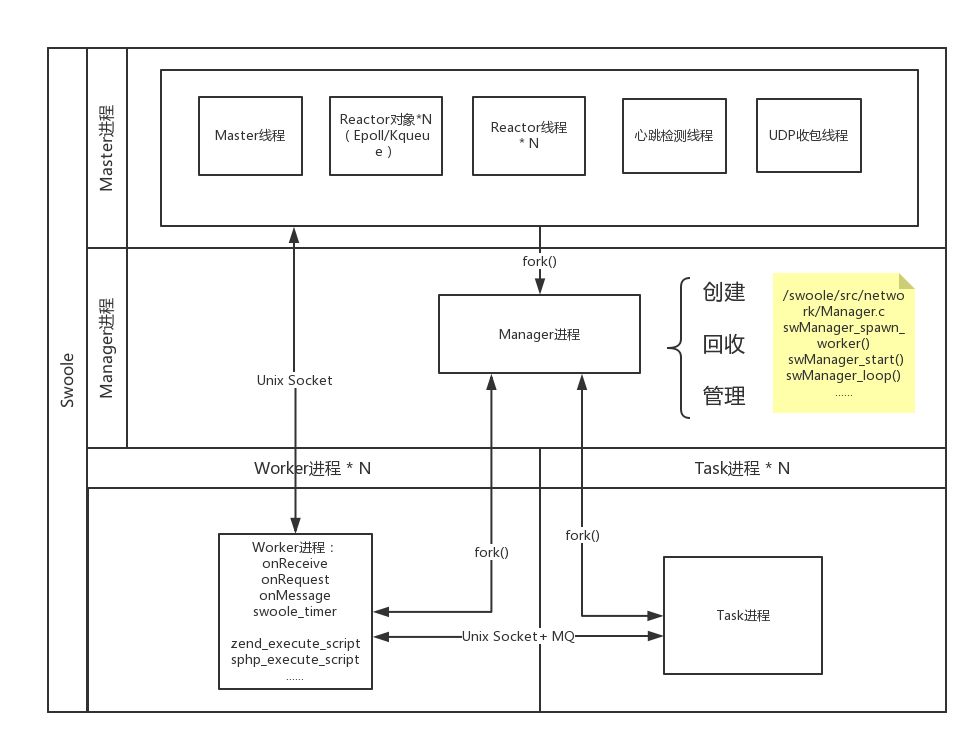 Swoole
Master进程
Master线程
Reactor对象*N
（Epoll/Kqueu
e）
Reactor线程
* N
心跳检测线程
UDP收包线程
fork()
Manager进程
Manager进程
创建
回收
管理
/swoole/src/netwo
rk/Manager.c
swManager_spawn_
worker()
swManager_start()
swManager_loop()
......
Unix Socket
Worker进程 * N
Task进程 * N
fork()
fork()
Worker进程：
onReceive
onRequest
onMessage
swoole_timer
zend_execute_script
sphp_execute_script
......
Unix Socket+ MQ
Task进程